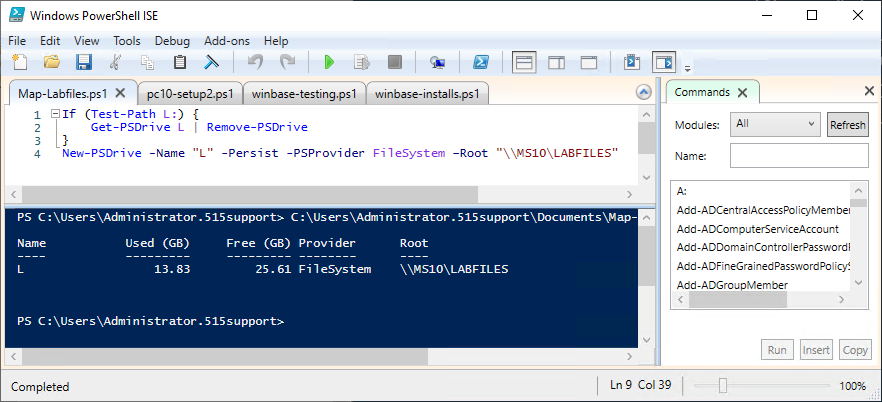 Windows PowerShell ISE
File Edit View Tools Debug Add-ons Help
Map-Labfiles.ps1 pc10-setup2.ps1 winbase-testing.ps1 winbase-installs.ps1
1 If (Test-Path L:) {
2 Get-PSDrive L | Remove-PSDrive
3 }
4 New-PSDrive -Name "L" -Persist -PSProvider FileSystem -Root "\\MS10\LABFILES"
PS C:\Users\Administrator.515support> C:\Users\Administrator.515support\Documents\Map-
Name Used (GB) Free (GB) Provider Root
---- --------- --------- -------- ----
L 13.83 25.61 FileSystem \\MS10\LABFILES
PS C:\Users\Administrator.515support>
Commands
Modules: All Refresh
Name:
A:
Add-ADCentralAccessPolicyMember
Add-ADComputerServiceAccount
Add-ADDomainControllerPasswordR
Add-ADFineGrainedPasswordPolicyS
Add-ADGroupMember
Run Insert Copy
Completed
Ln 9 Col 39
100%